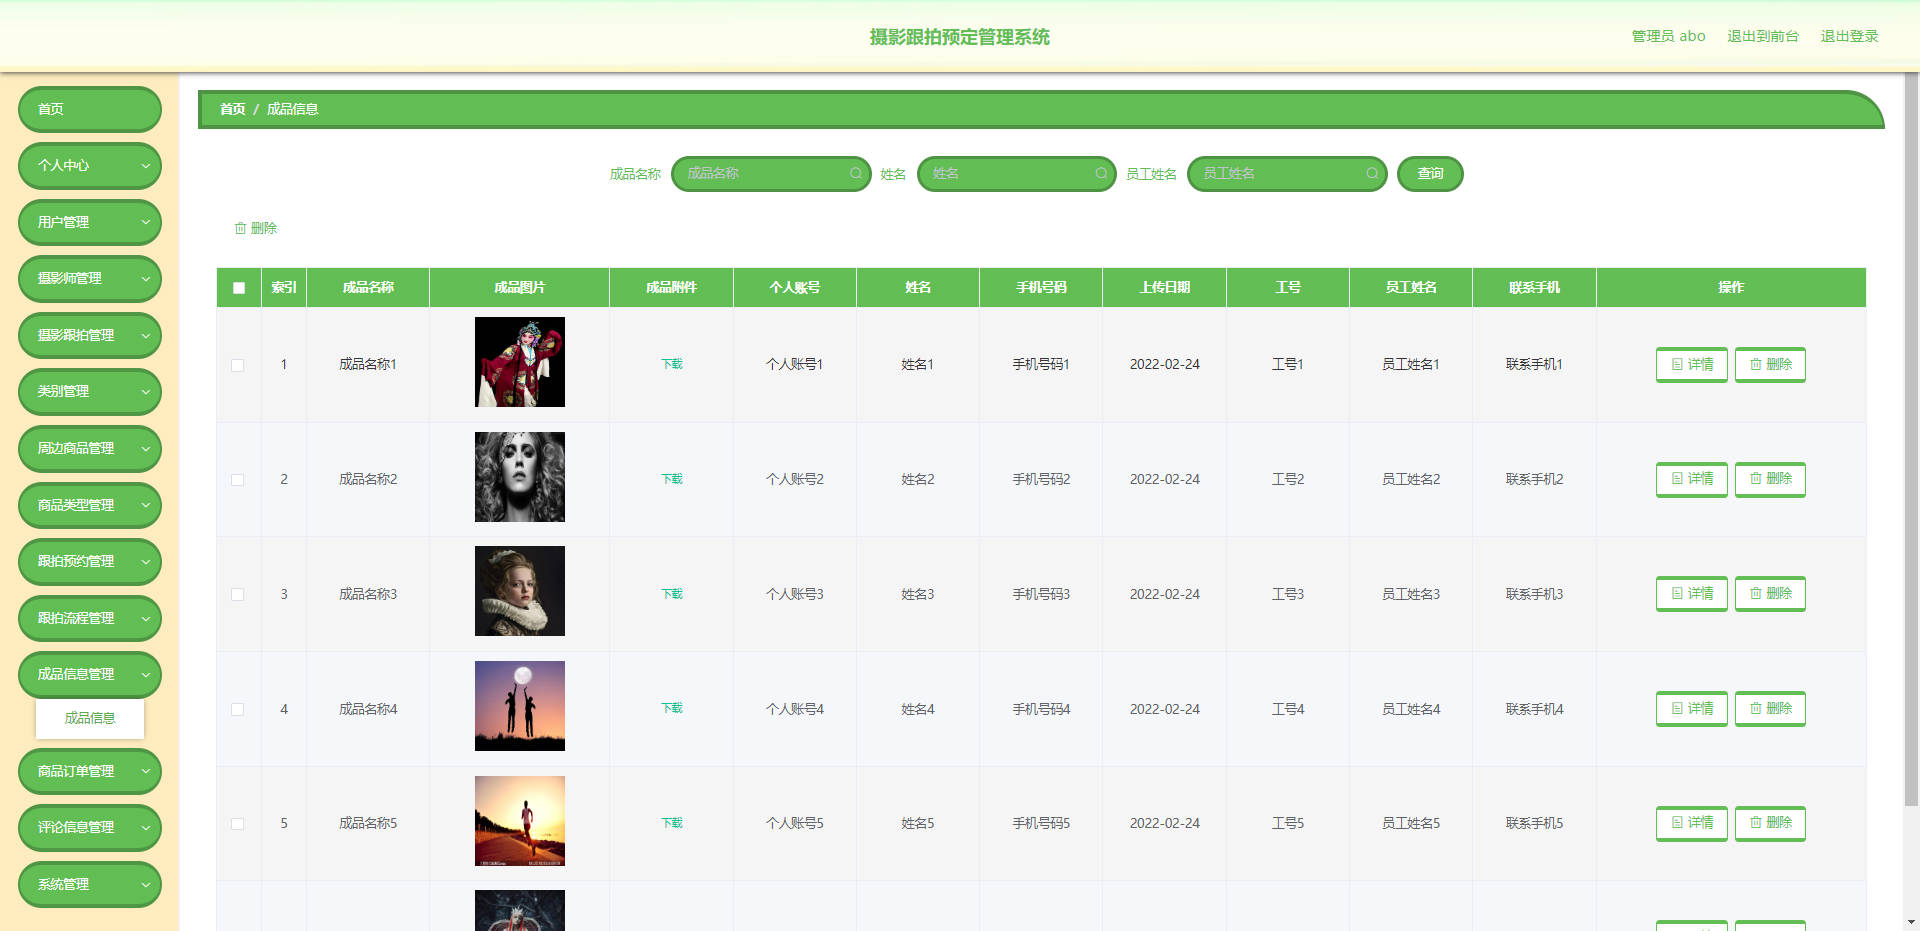 摄影跟拍预定管理系统
管理员 abo 退出到前台 退出登录
首页
个人中心
用户管理
摄影师管理
摄影跟拍管理
类别管理
周边商品管理
商品类型管理
跟拍预约管理
跟拍流程管理
成品信息管理
成品信息
商品订单管理
评论信息管理
系统管理
首页 / 成品信息
成品名称 成品名称 姓名 姓名 员工姓名 员工姓名 查询
删除
索引 成品名称 成品图片 成品附件 个人账号 姓名 手机号码 上传日期 工号 员工姓名 联系手机 操作
1 成品名称1 下载 个人账号1 姓名1 手机号码1 2022-02-24 工号1 员工姓名1 联系手机1 详情 删除
2 成品名称2 下载 个人账号2 姓名2 手机号码2 2022-02-24 工号2 员工姓名2 联系手机2 详情 删除
3 成品名称3 下载 个人账号3 姓名3 手机号码3 2022-02-24 工号3 员工姓名3 联系手机3 详情 删除
4 成品名称4 下载 个人账号4 姓名4 手机号码4 2022-02-24 工号4 员工姓名4 联系手机4 详情 删除
5 成品名称5 下载 个人账号5 姓名5 手机号码5 2022-02-24 工号5 员工姓名5 联系手机5 详情 删除